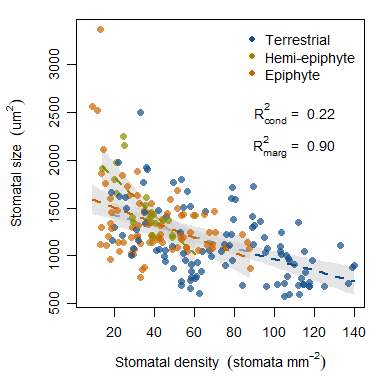 Terrestrial
Hemi-epiphyte
Epiphyte
R²cond = 0.22
R²marg = 0.90
Stomatal size (um²)
3000
2500
2000
1500
1000
500
20 40 60 80 100 120 140
Stomatal density (stomata mm⁻²)